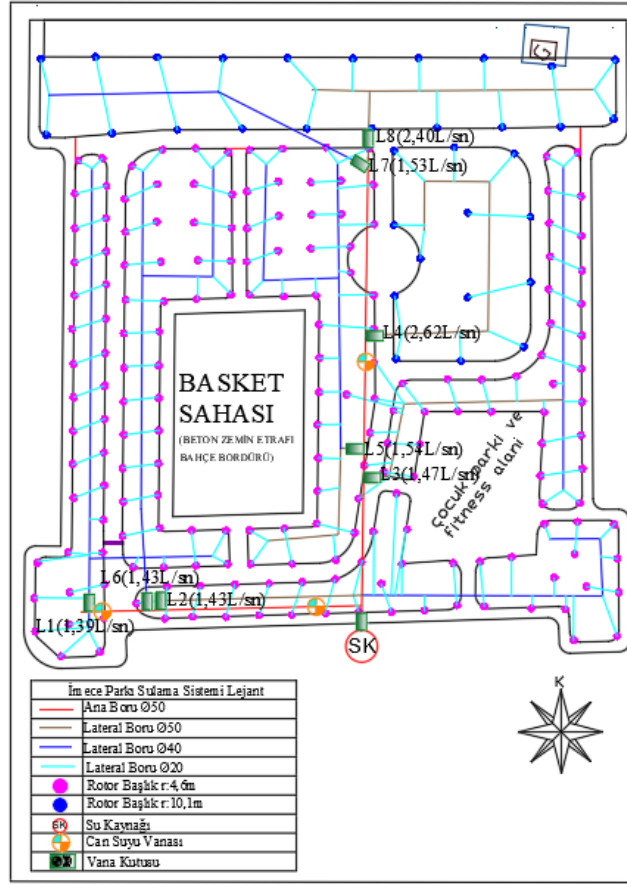 L8(2,40L/sn)
L7(1,53L/sn)
L4(2,62L/sn)
BASKET
SAHASI
(BETON ZEMİN ETRAFI
BAHÇE BORDÜRÜ)
L5(1,54L/sn)
L3(1,47L/sn)
çocuk parkı ve
fitness alani
L6(1,43L/sn)
L2(1,43L/sn)
L1(1,39L/sn)
SK
İmece Parkı Sulama Sistemi Lejant
Ana Boru Ø50
Lateral Boru Ø50
Lateral Boru Ø40
Lateral Boru Ø20
Rotor Başlık r:4,6m
Rotor Başlık r:10,1m
SK Su Kaynağı
Can Suyu Vanası
Vana Kutusu
K